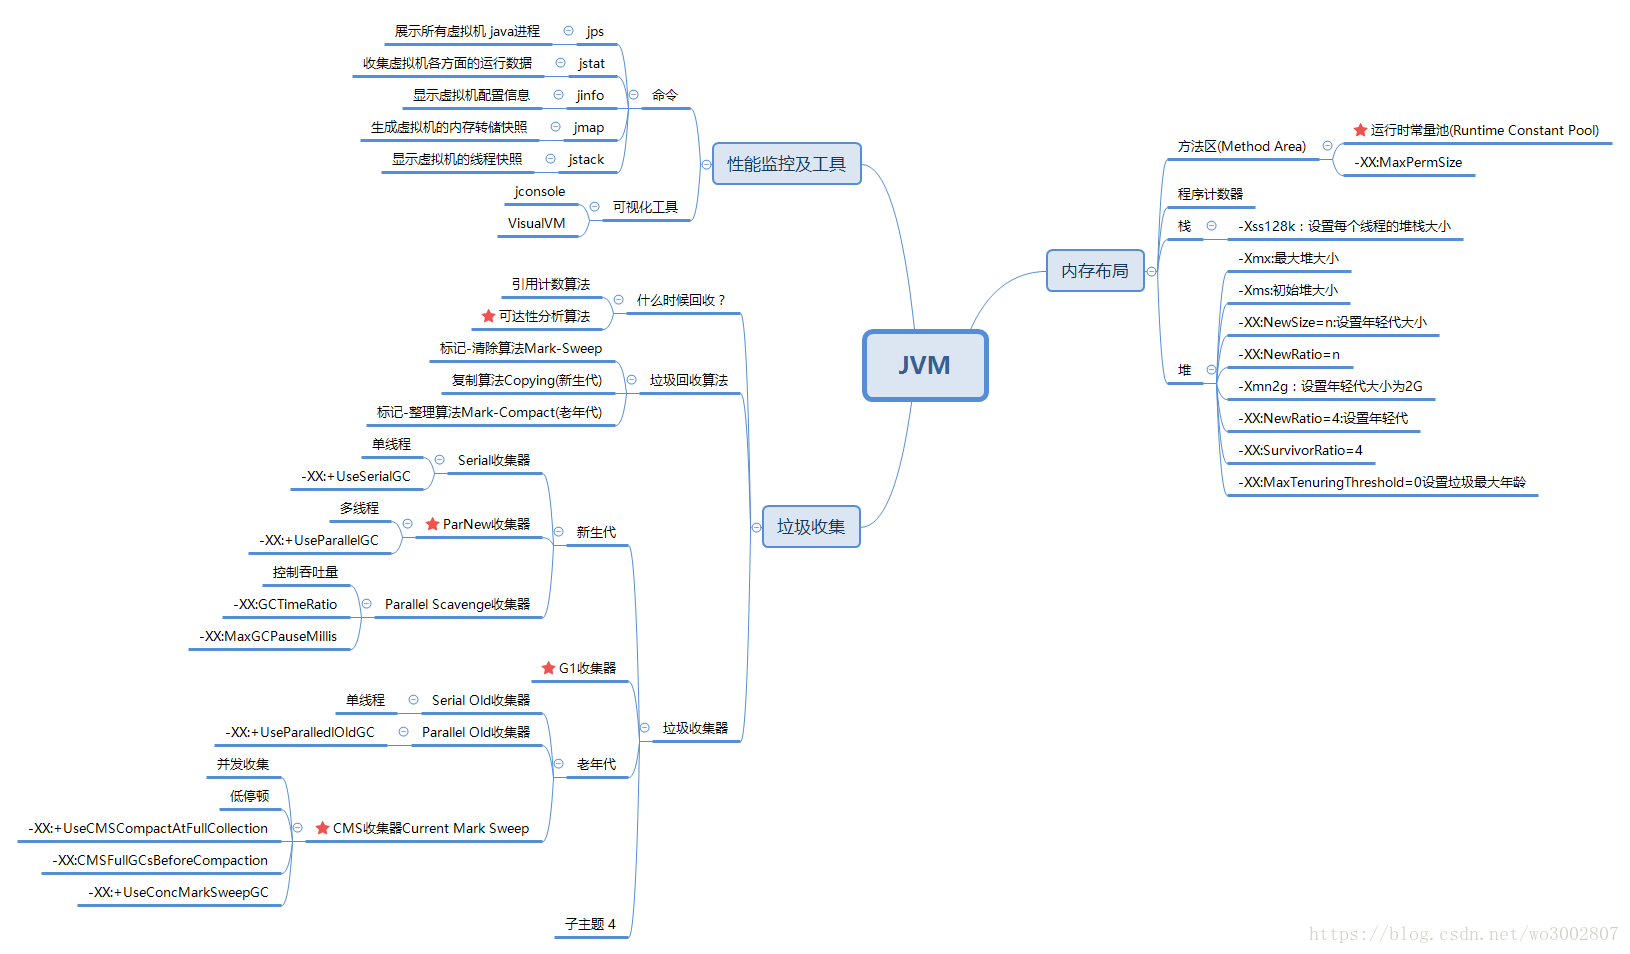 JVM
性能监控及工具
命令
jps
展示所有虚拟机 java进程
jstat
收集虚拟机各方面的运行数据
jinfo
显示虚拟机配置信息
jmap
生成虚拟机的内存转储快照
jstack
显示虚拟机的线程快照
可视化工具
jconsole
VisualVM
内存布局
方法区(Method Area)
运行时常量池(Runtime Constant Pool)
-XX:MaxPermSize
程序计数器
栈
-Xss128k：设置每个线程的堆栈大小
堆
-Xmx:最大堆大小
-Xms:初始堆大小
-XX:NewSize=n:设置年轻代大小
-XX:NewRatio=n
-Xmn2g：设置年轻代大小为2G
-XX:NewRatio=4:设置年轻代
-XX:SurvivorRatio=4
-XX:MaxTenuringThreshold=0设置垃圾最大年龄
垃圾收集
什么时候回收？
引用计数算法
可达性分析算法
垃圾回收算法
标记-清除算法Mark-Sweep
复制算法Copying(新生代)
标记-整理算法Mark-Compact(老年代)
垃圾收集器
新生代
Serial收集器
单线程
-XX:+UseSerialGC
ParNew收集器
多线程
-XX:+UseParallelGC
Parallel Scavenge收集器
控制吞吐量
-XX:GCTimeRatio
-XX:MaxGCPauseMillis
G1收集器
老年代
Serial Old收集器
单线程
Parallel Old收集器
-XX:+UseParalledlOldGC
CMS收集器Current Mark Sweep
并发收集
低停顿
-XX:+UseCMSCompactAtFullCollection
-XX:CMSFullGCsBeforeCompaction
-XX:+UseConcMarkSweepGC
子主题 4
https://blog.csdn.net/wo3002807